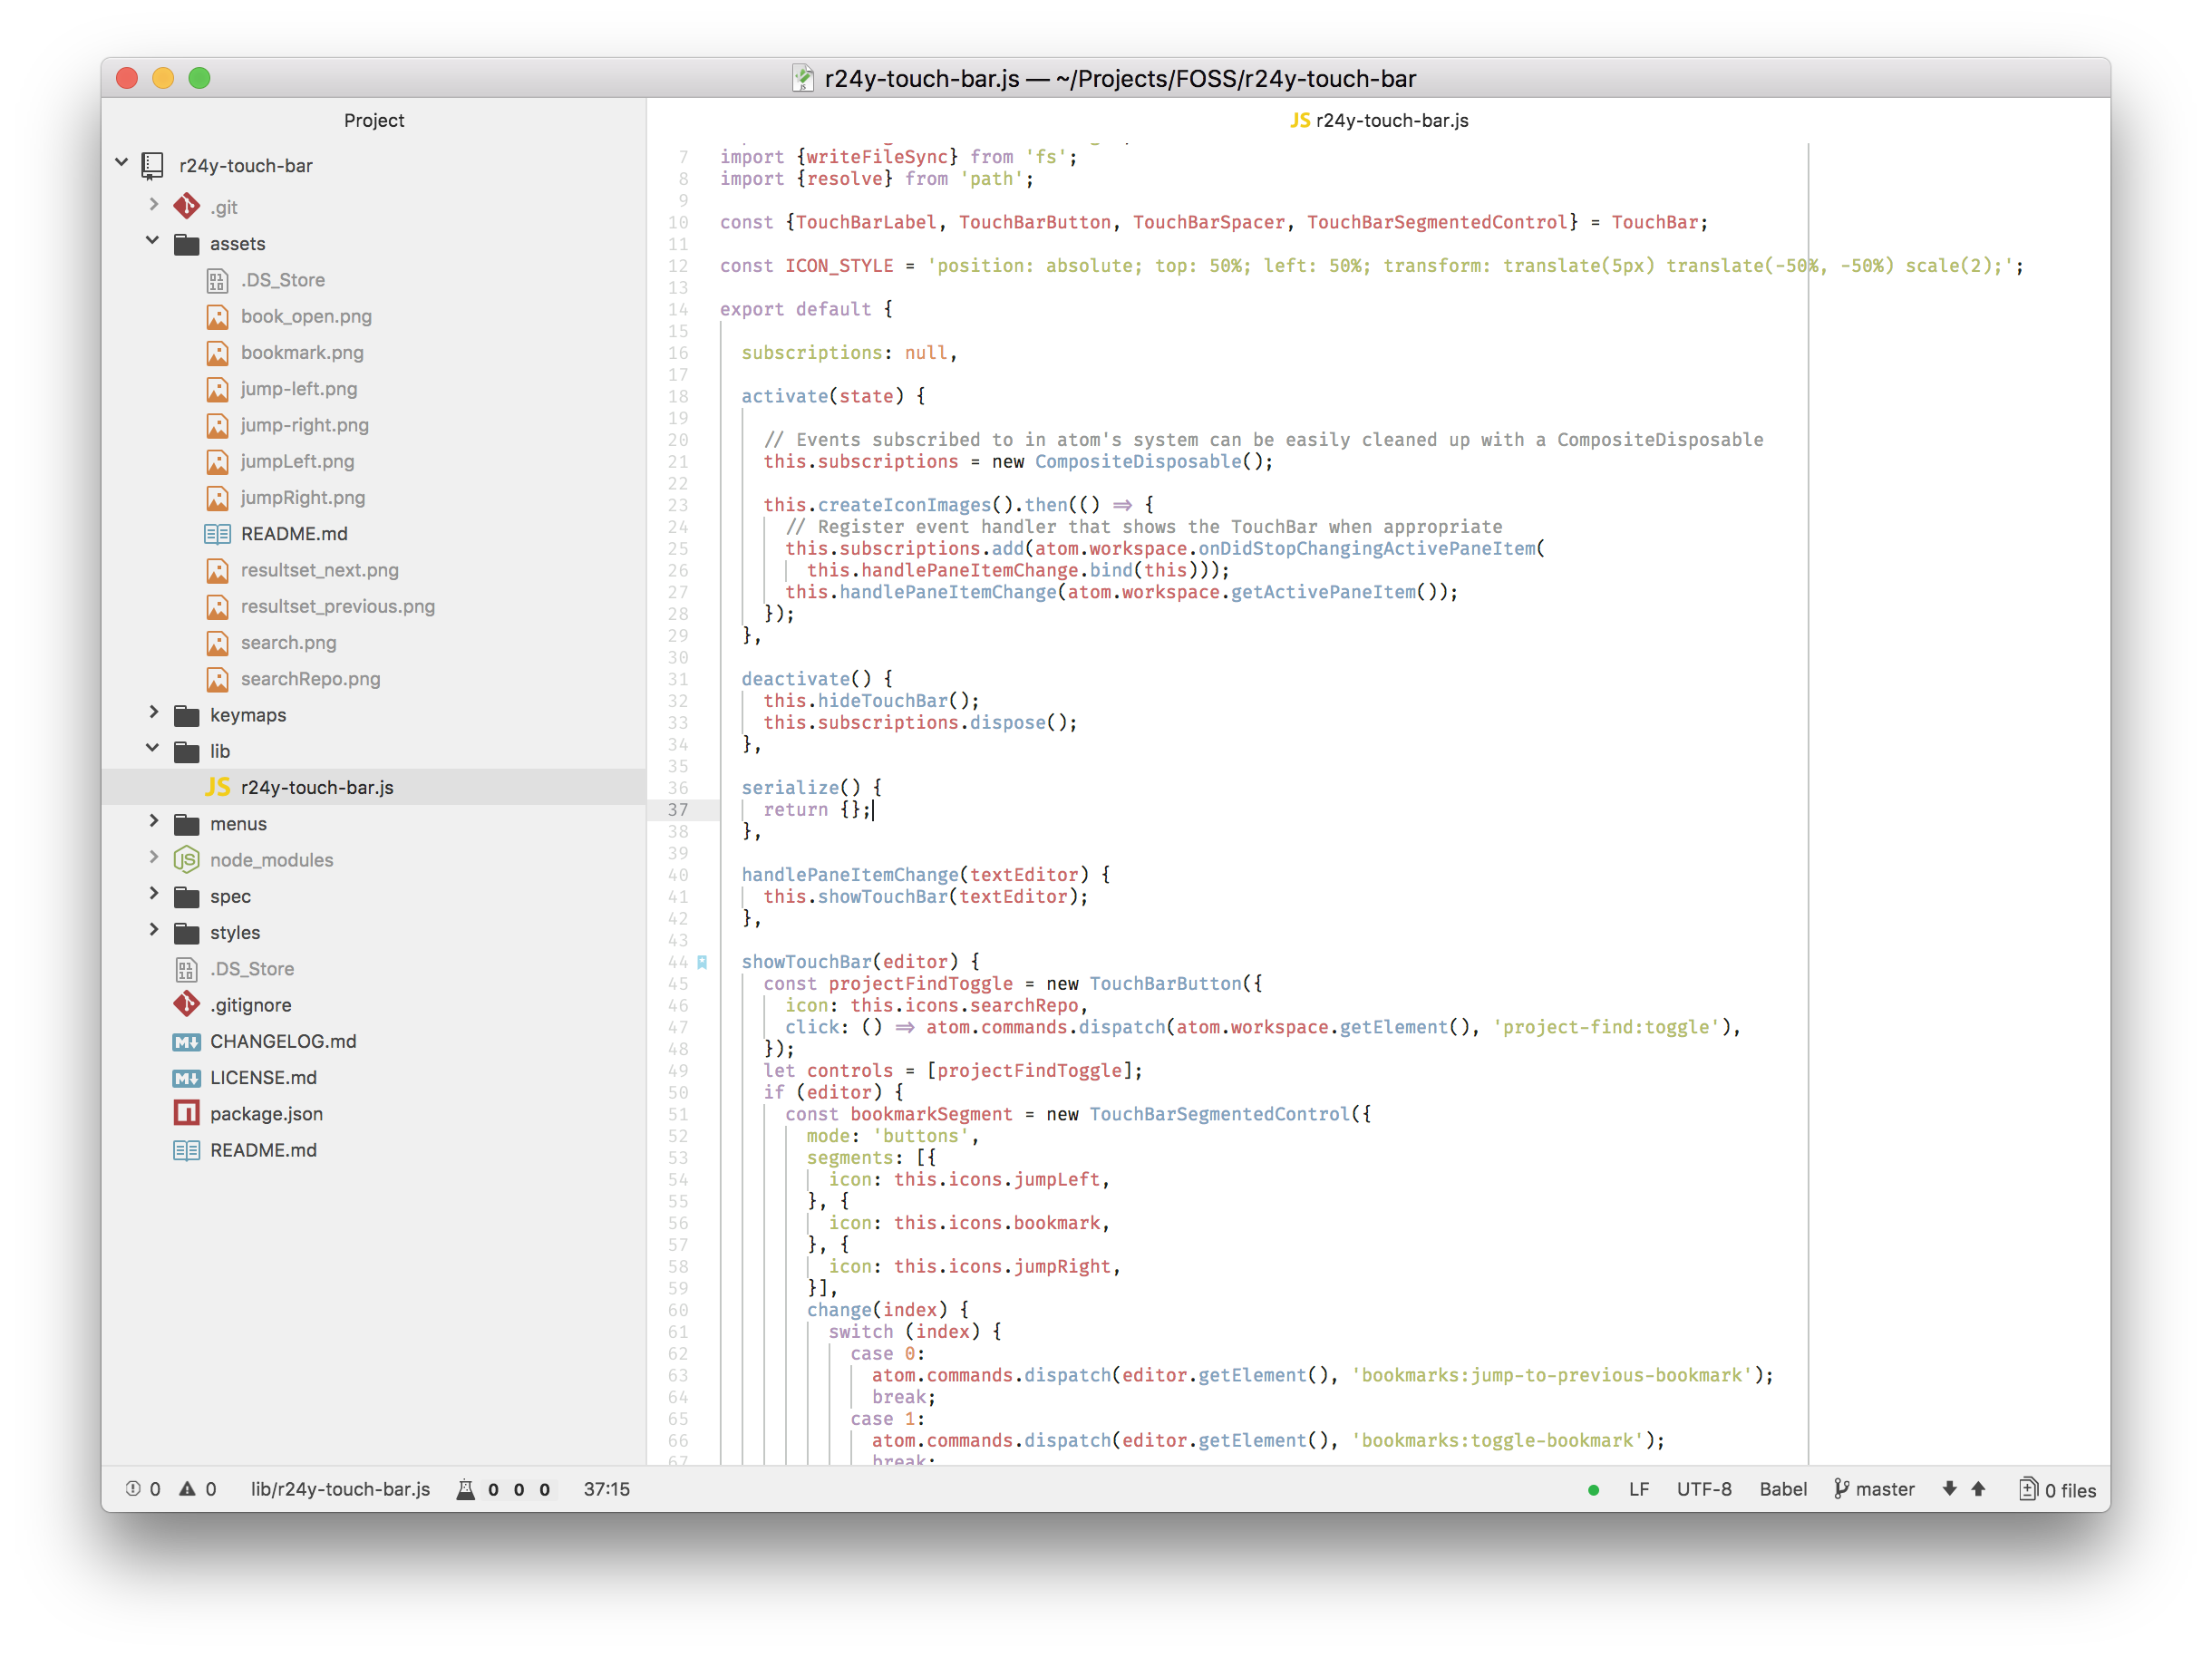 r24y-touch-bar.js — ~/Projects/FOSS/r24y-touch-bar
Project
r24y-touch-bar
.git
assets
.DS_Store
book_open.png
bookmark.png
jump-left.png
jump-right.png
jumpLeft.png
jumpRight.png
README.md
resultset_next.png
resultset_previous.png
search.png
searchRepo.png
keymaps
lib
JS r24y-touch-bar.js
menus
node_modules
spec
styles
.DS_Store
.gitignore
CHANGELOG.md
LICENSE.md
package.json
README.md
JS r24y-touch-bar.js
7 import {writeFileSync} from 'fs';
8 import {resolve} from 'path';
9
10 const {TouchBarLabel, TouchBarButton, TouchBarSpacer, TouchBarSegmentedControl} = TouchBar;
11
12 const ICON_STYLE = 'position: absolute; top: 50%; left: 50%; transform: translate(5px) translate(-50%, -50%) scale(2);';
13
14 export default {
15
16 subscriptions: null,
17
18 activate(state) {
19
20 // Events subscribed to in atom's system can be easily cleaned up with a CompositeDisposable
21 this.subscriptions = new CompositeDisposable();
22
23 this.createIconImages().then(() => {
24 // Register event handler that shows the TouchBar when appropriate
25 this.subscriptions.add(atom.workspace.onDidStopChangingActivePaneItem(
26 this.handlePaneItemChange.bind(this)));
27 this.handlePaneItemChange(atom.workspace.getActivePaneItem());
28 });
29 },
30
31 deactivate() {
32 this.hideTouchBar();
33 this.subscriptions.dispose();
34 },
35
36 serialize() {
37 return {};
38 },
39
40 handlePaneItemChange(textEditor) {
41 this.showTouchBar(textEditor);
42 },
43
44 showTouchBar(editor) {
45 const projectFindToggle = new TouchBarButton({
46 icon: this.icons.searchRepo,
47 click: () => atom.commands.dispatch(atom.workspace.getElement(), 'project-find:toggle'),
48 });
49 let controls = [projectFindToggle];
50 if (editor) {
51 const bookmarkSegment = new TouchBarSegmentedControl({
52 mode: 'buttons',
53 segments: [{
54 icon: this.icons.jumpLeft,
55 }, {
56 icon: this.icons.bookmark,
57 }, {
58 icon: this.icons.jumpRight,
59 }],
60 change(index) {
61 switch (index) {
62 case 0:
63 atom.commands.dispatch(editor.getElement(), 'bookmarks:jump-to-previous-bookmark');
64 break;
65 case 1:
66 atom.commands.dispatch(editor.getElement(), 'bookmarks:toggle-bookmark');
67 break;
0 0 lib/r24y-touch-bar.js 0 0 0 37:15 LF UTF-8 Babel master 0 files